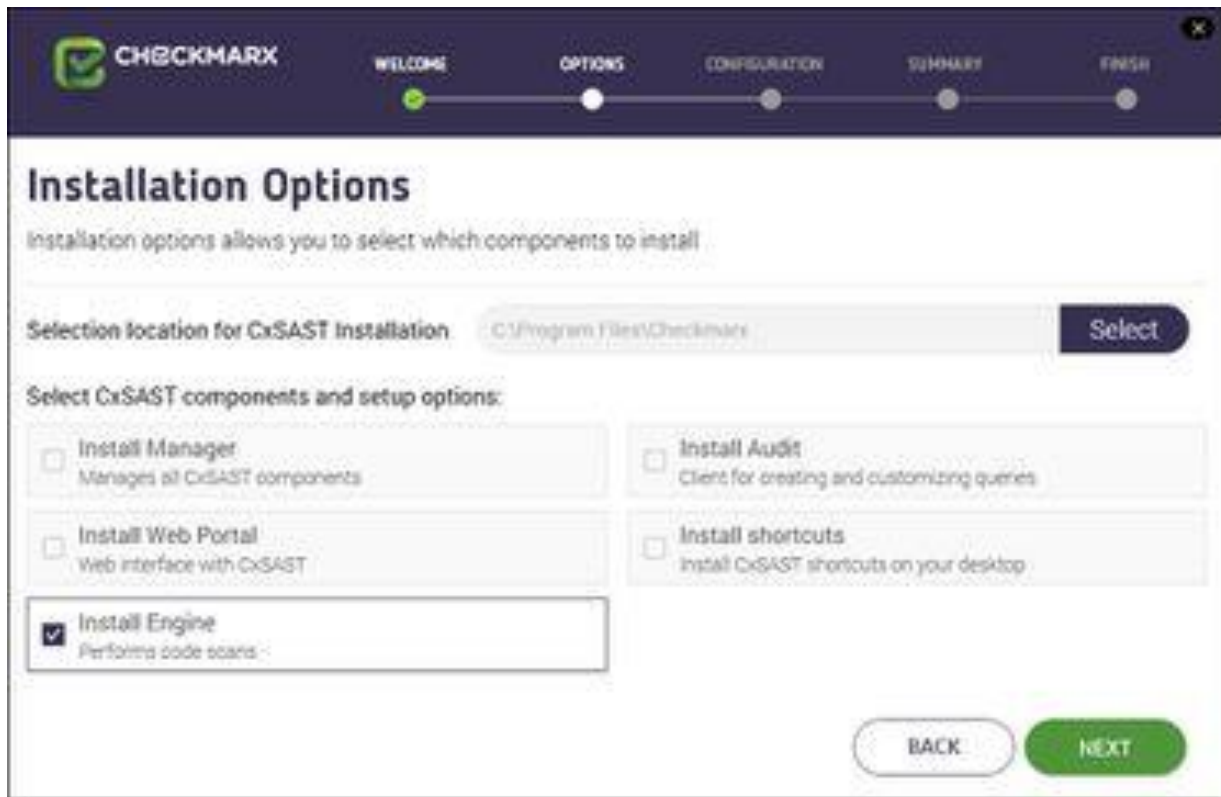 CHECKMARX
WELCOME
OPTIONS
CONFIGURATION
SUMMARY
FINISH
Installation Options
Installation options allows you to select which components to install
Selection location for CxSAST Installation
C:\Program Files\Checkmarx
Select
Select CxSAST components and setup options:
Install Manager
Manages all CxSAST components
Install Audit
Client for creating and customizing queries
Install Web Portal
Web interface with CxSAST
Install shortcuts
Install CxSAST shortcuts on your desktop
Install Engine
Performs code scans
BACK
NEXT